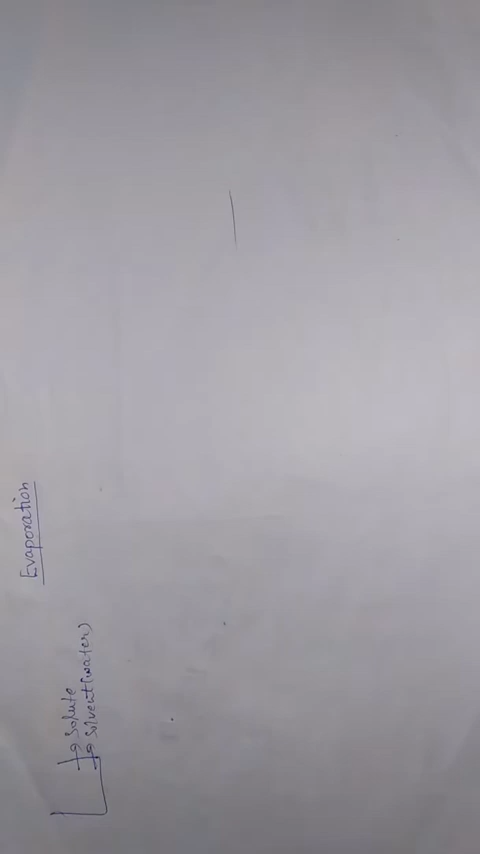 Evaporation
→ Solute
→ Solvent (water)